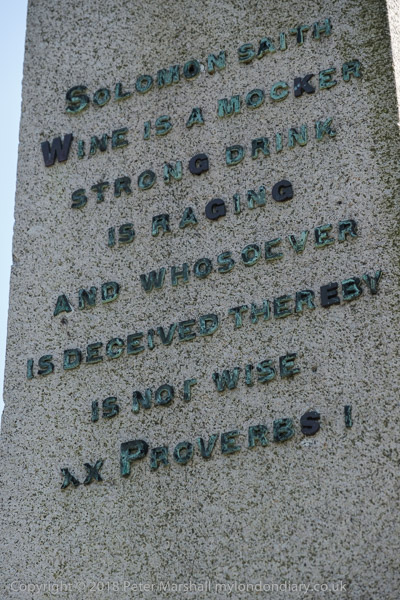 SOLOMON SAITH
WINE IS A MOCKER
STRONG DRINK
IS RAGING
AND WHOSOEVER
IS DECEIVED THEREBY
IS NOT WISE
XX PROVERBS I
Copyright © 2018 Peter Marshall mylondondiary.co.uk